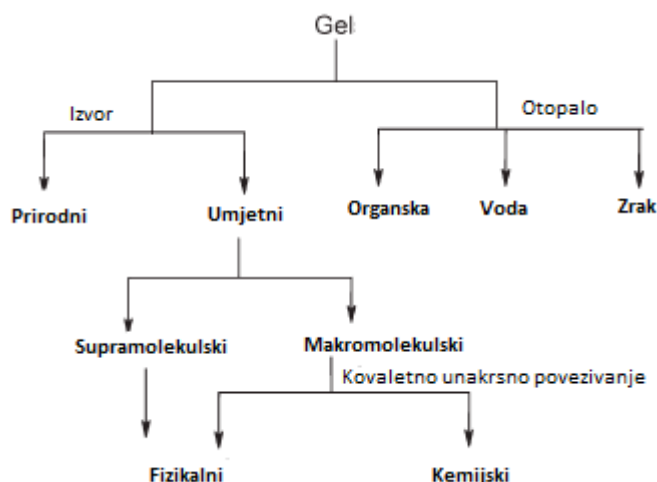 Gel
Izvor
Otopalo
Prirodni
Umjetni
Organska
Voda
Zrak
Supramolekulski
Makromolekulski
Kovaletno unakrsno povezivanje
Fizikalni
Kemijski